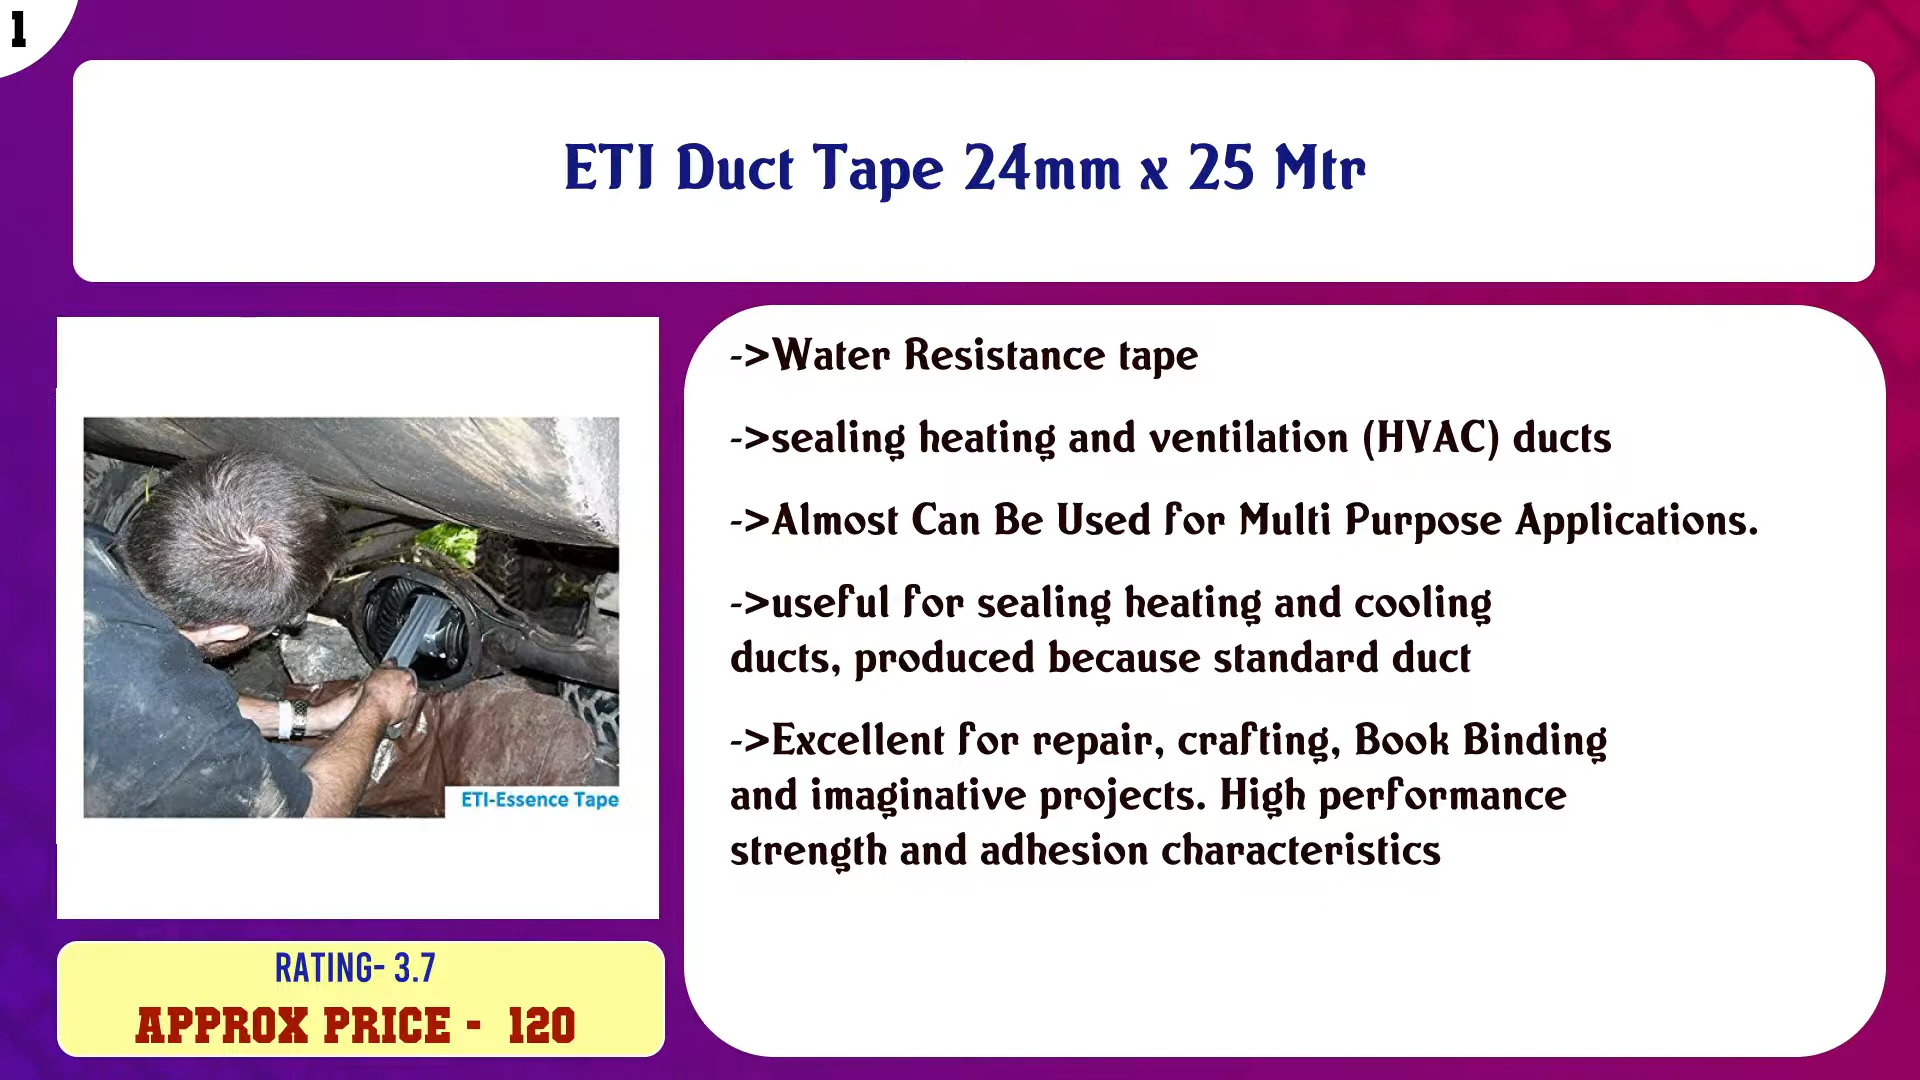 1
ETI Duct Tape 24mm x 25 Mtr
->Water Resistance tape
->sealing heating and ventilation (HVAC) ducts
->Almost Can Be Used for Multi Purpose Applications.
->useful for sealing heating and cooling
ducts, produced because standard duct
->Excellent for repair, crafting, Book Binding
and imaginative projects. High performance
strength and adhesion characteristics
ETI-Essence Tape
RATING- 3.7
APPROX PRICE - 120